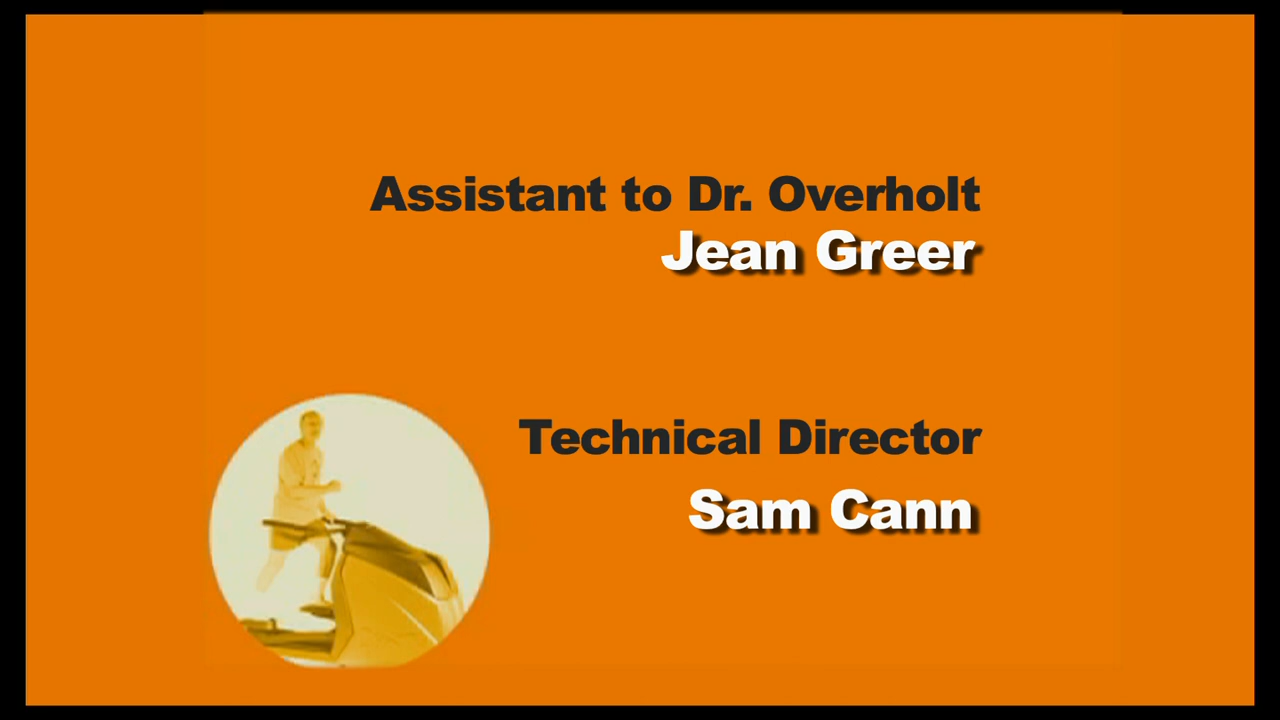 Assistant to Dr. Overholt
Jean Greer
Technical Director
Sam Cann